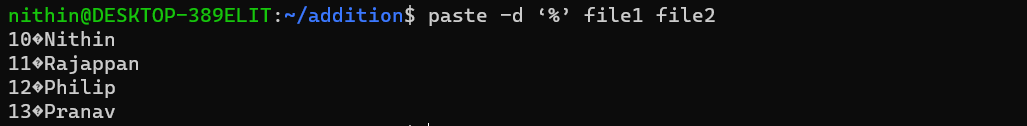 nithin@DESKTOP-389ELIT:~/addition$ paste -d ‘%’ file1 file2
10�Nithin
11�Rajappan
12�Philip
13�Pranav